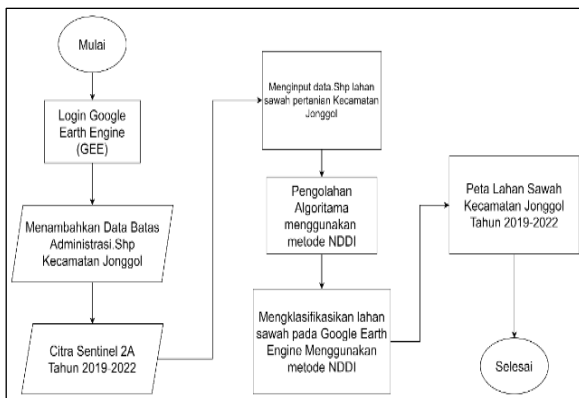 Mulai
Login Google
Earth Engine
(GEE)
Menambahkan Data Batas
Administrasi.Shp
Kecamatan Jonggol
Citra Sentinel 2A
Tahun 2019-2022
Menginput data.Shp lahan
sawah pertanian Kecamatan
Jonggol
Pengolahan
Algoritama
menggunakan
metode NDDI
Mengklasifikasikan lahan
sawah pada Google Earth
Engine Menggunakan
metode NDDI
Peta Lahan Sawah
Kecamatan Jonggol
Tahun 2019-2022
Selesai